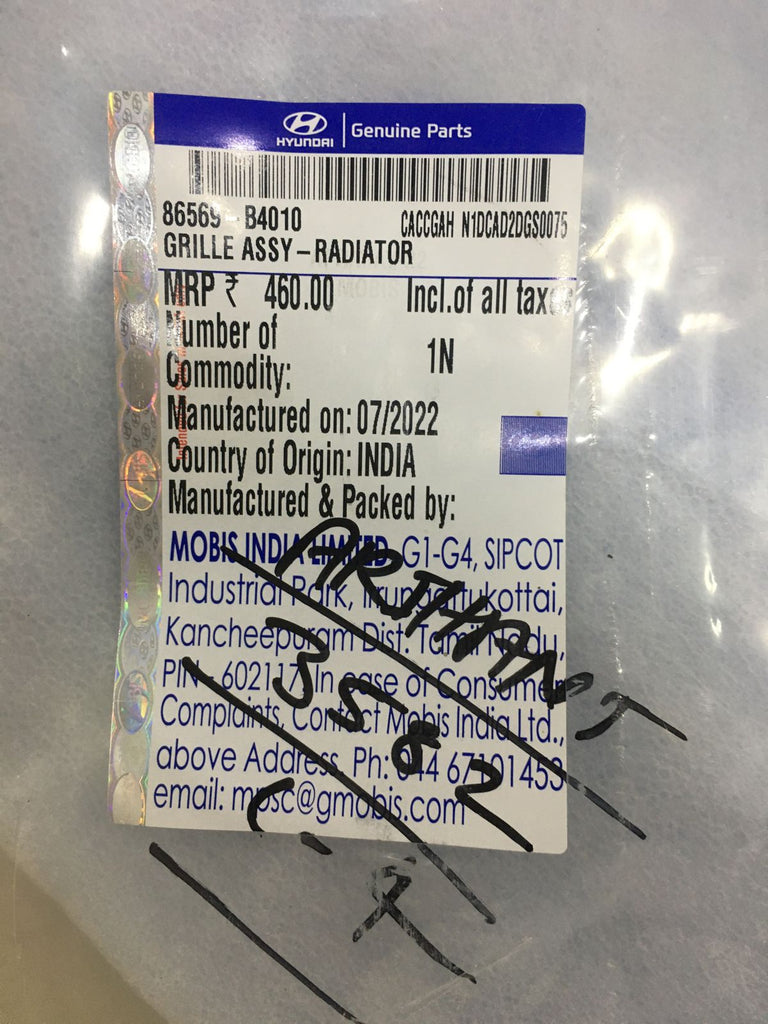 HYUNDAI | Genuine Parts
86569-B4010 CACCGAH N1DCAD2DGS0075
GRILLE ASSY-RADIATOR
MRP ₹ 460.00 Incl.of all taxes
Number of
Commodity: 1N
Manufactured on: 07/2022
Country of Origin: INDIA
Manufactured & Packed by:
MOBIS INDIA LIMITED, G1-G4, SIPCOT
Industrial Park, Irungattukottai,
Kancheepuram Dist. Tamil Nadu,
PIN - 602117. In case of Consumer
Complaints, Contact Mobis India Ltd.,
above Address. Ph: 044 67101453
email: mpsc@gmobis.com
3562